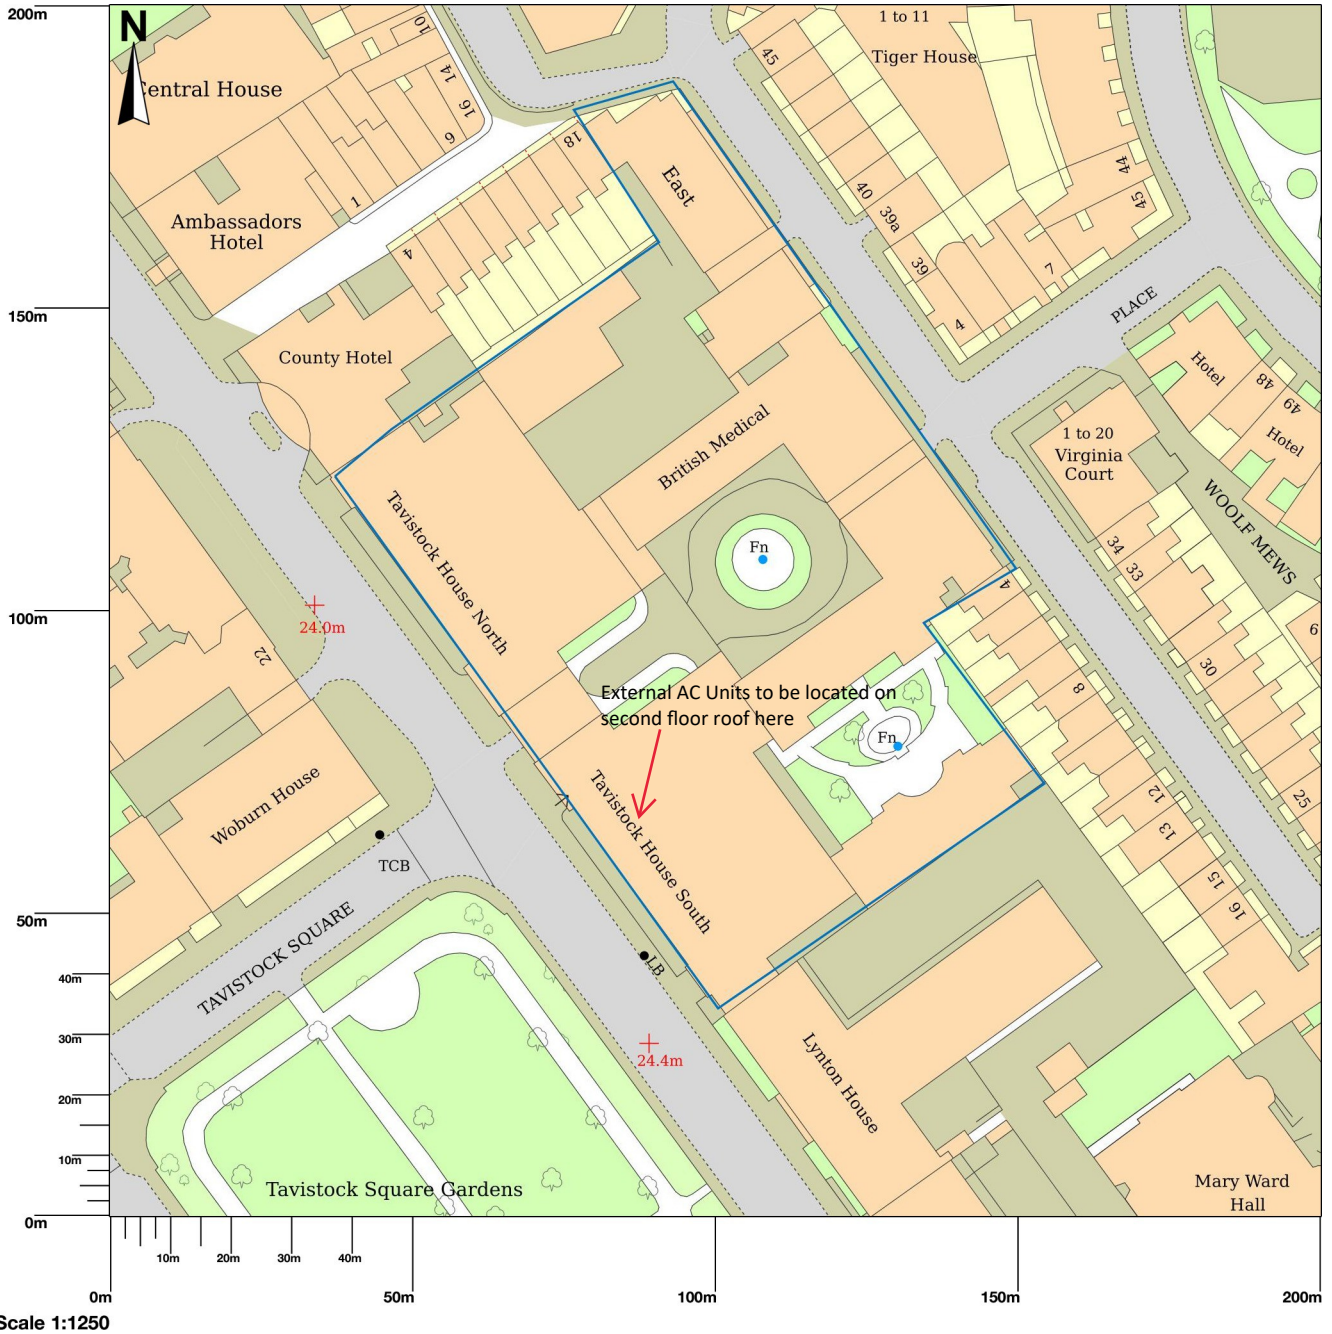 200m
N
Central House
10
14
16
6
1
Ambassadors
Hotel
18
4
East
45
1 to 11
Tiger House
40
39a
39
4
7
44
45
PLACE
150m
County Hotel
British Medical
Hotel
48
49
Hotel
1 to 20
Virginia
Court
WOOLF MEWS
Tavistock House North
Fn
34
33
4
100m
24.0m
22
30
6
8
External AC Units to be located on
second floor roof here
Fn
Woburn House
Tavistock House South
12
13
25
15
16
TCB
50m
TAVISTOCK SQUARE
LB
40m
30m
24.4m
Lynton House
20m
10m
Tavistock Square Gardens
Mary Ward
Hall
0m
10m
20m
30m
40m
0m
50m
100m
150m
200m
Scale 1:1250